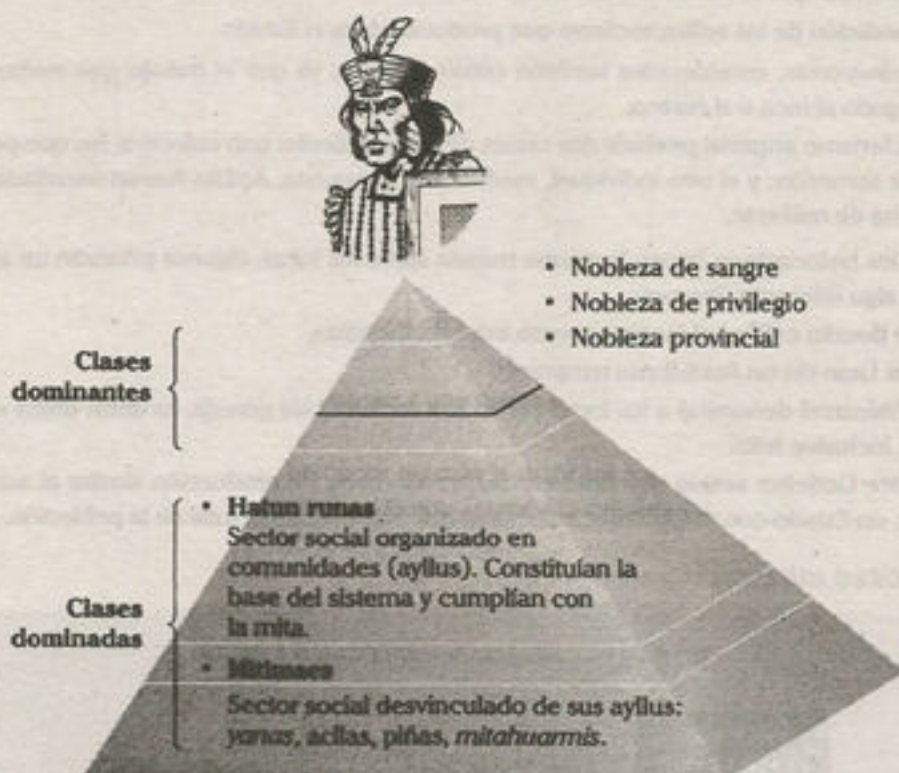 • Nobleza de sangre
• Nobleza de privilegio
• Nobleza provincial
Clases
dominantes
• Hatun runas
Sector social organizado en
comunidades (ayllus). Constituían la
base del sistema y cumplían con
la mita.
Clases
dominadas
• Mitimaes
Sector social desvinculado de sus ayllus:
yanas, acllas, piñas, mitahuarmis.